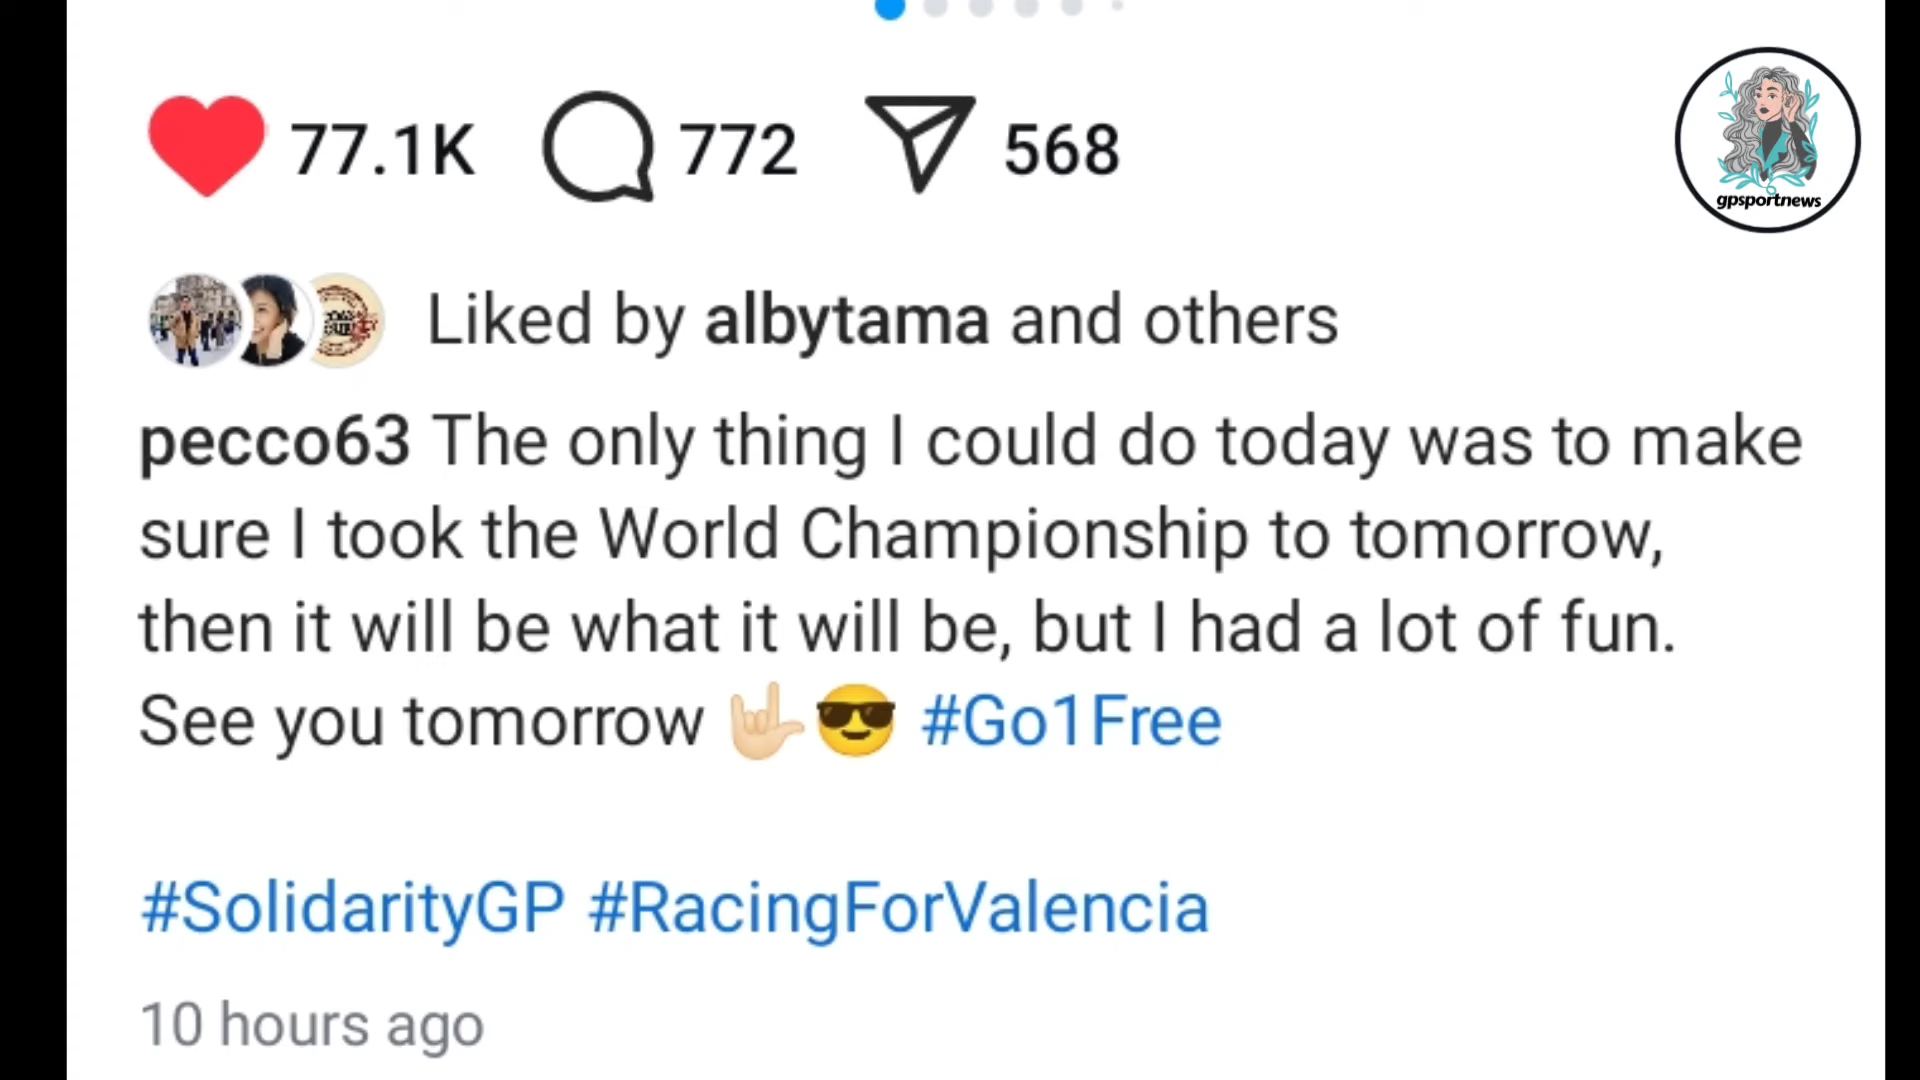 77.1K 772 568
gpsportnews
Liked by albytama and others
pecco63 The only thing I could do today was to make
sure I took the World Championship to tomorrow,
then it will be what it will be, but I had a lot of fun.
See you tomorrow 🤟🏻😎 #Go1Free
#SolidarityGP #RacingForValencia
10 hours ago